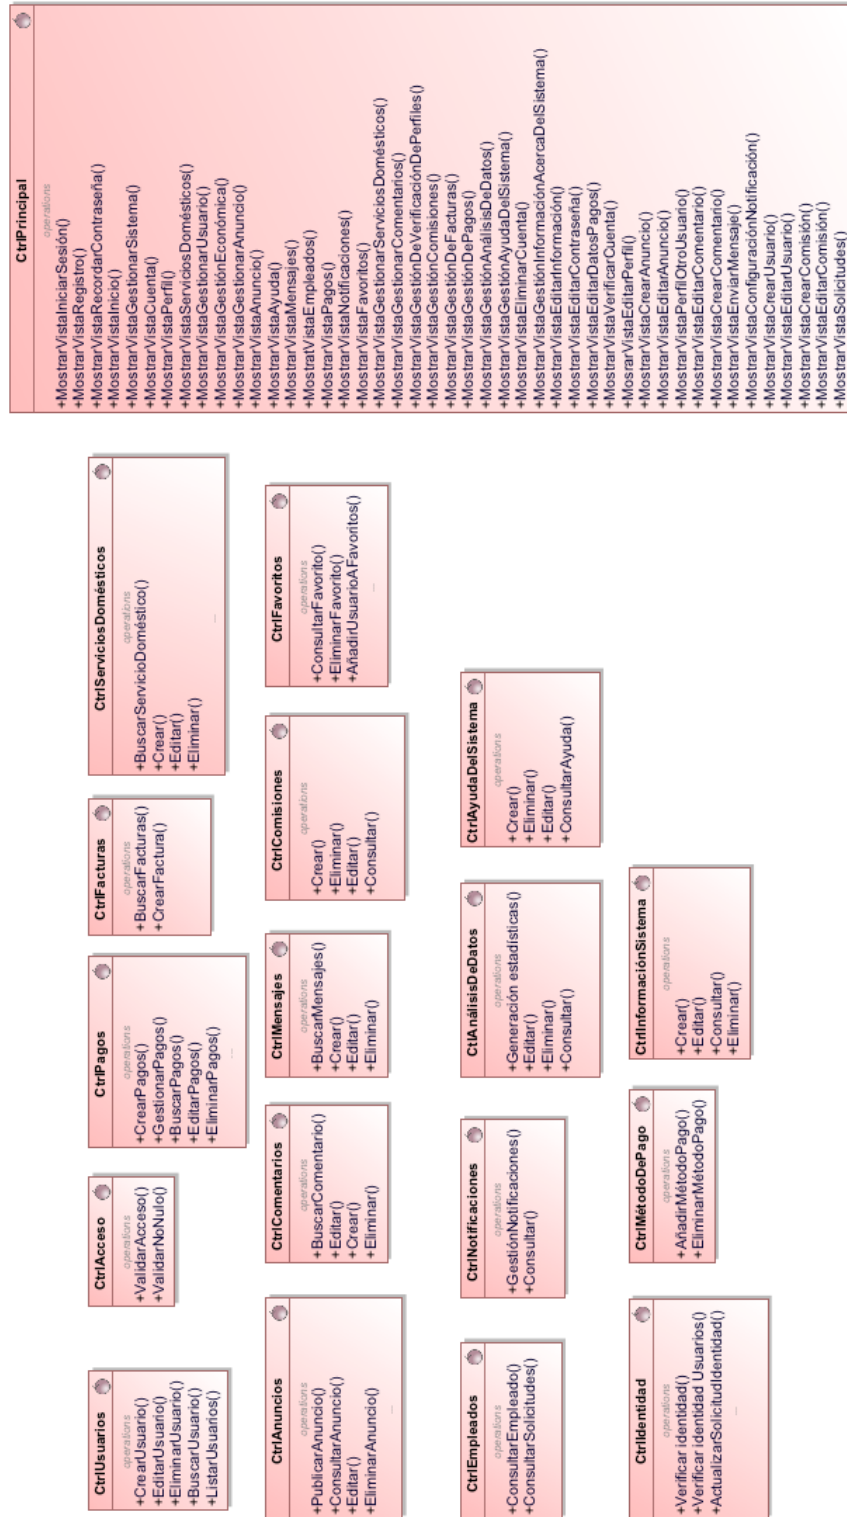 CtrlUsuarios
operations
+CrearUsuario()
+EditarUsuario()
+EliminarUsuario()
+BuscarUsuario()
+ListarUsuarios()
CtrlAcceso
operations
+ValidarAcceso()
+ValidarNoNulo()
CtrlPagos
operations
+CrearPagos()
+GestionarPagos()
+BuscarPagos()
+EditarPagos()
+EliminarPagos()
...
CtrlFacturas
operations
+BuscarFacturas()
+CrearFactura()
CtrlServiciosDomésticos
operations
+BuscarServicioDoméstico()
+Crear()
+Editar()
+Eliminar()
...
CtrlAnuncios
operations
+PublicarAnuncio()
+ConsultarAnuncio()
+Editar()
+EliminarAnuncio()
...
CtrlComentarios
operations
+BuscarComentario()
+Editar()
+Crear()
+Eliminar()
CtrlMensajes
operations
+BuscarMensajes()
+Crear()
+Editar()
+Eliminar()
CtrlComisiones
operations
+Crear()
+Eliminar()
+Editar()
+Consultar()
CtrlFavoritos
operations
+ConsultarFavorito()
+EliminarFavorito()
+AñadirUsuarioAFavoritos()
...
CtrlEmpleados
operations
+ConsultarEmpleado()
+ConsultarSolicitudes()
CtrlNotificaciones
operations
+GestiónNotificaciones()
+Consultar()
CtlAnálisisDeDatos
operations
+Generación estadísticas()
+Editar()
+Eliminar()
+Consultar()
CtrlAyudaDelSistema
operations
+Crear()
+Eliminar()
+Editar()
+ConsultarAyuda()
CtrlIdentidad
operations
+Verificar identidad()
+Verificar identidad Usuarios()
+ActualizarSolicitudIdentidad()
...
CtrlMétodoDePago
operations
+AñadirMétodoPago()
+EliminarMétodoPago()
CtrlInformaciónSistema
operations
+Crear()
+Editar()
+Consultar()
+Eliminar()
CtrlPrincipal
operations
+MostrarVistaIniciarSesión()
+MostrarVistaRegistro()
+MostrarVistaRecordarContraseña()
+MostrarVistaInicio()
+MostrarVistaGestionarSistema()
+MostrarVistaCuenta()
+MostrarVistaPerfil()
+MostrarVistaServiciosDomésticos()
+MostrarVistaGestionarUsuario()
+MostrarVistaGestiónEconómica()
+MostrarVistaGestionarAnuncio()
+MostrarVistaAnuncio()
+MostrarVistaAyuda()
+MostrarVistaMensajes()
+MostratVistaEmpleados()
+MostrarVistaPagos()
+MostrarVistaNotificaciones()
+MostrarVistaFavoritos()
+MostrarVistaGestionarServiciosDomésticos()
+MostrarVistaGestionarComentarios()
+MostrarVistaGestiónDeVerificaciónDePerfiles()
+MostrarVistaGestiónComisiones()
+MostrarVistaGestiónDeFacturas()
+MostrarVistaGestiónDePagos()
+MostrarVistaGestiónAnálisisDeDatos()
+MostrarVistaGestiónAyudaDelSistema()
+MostrarVistaEliminarCuenta()
+MostrarVistaGestiónInformaciónAcercaDelSistema()
+MostrarVistaEditarInformación()
+MostrarVistaEditarContraseña()
+MostrarVistaEditarDatosPagos()
+MostrarVistaVerificarCuenta()
+MosrarVistaEditarPerfil()
+MostrarVistaCrearAnuncio()
+MostrarVistaEditarAnuncio()
+MostrarVistaPerfilOtroUsuario()
+MostrarVistaEditarComentario()
+MostrarVistaCrearComentario()
+MostrarVistaEnviarMensaje()
+MostrarVistaConfiguraciónNotificación()
+MostrarVistaCrearUsuario()
+MostrarVistaEditarUsuario()
+MostrarVistaCrearComisión()
+MostrarVistaEditarComisión()
+MostrarVistaSolicitudes()